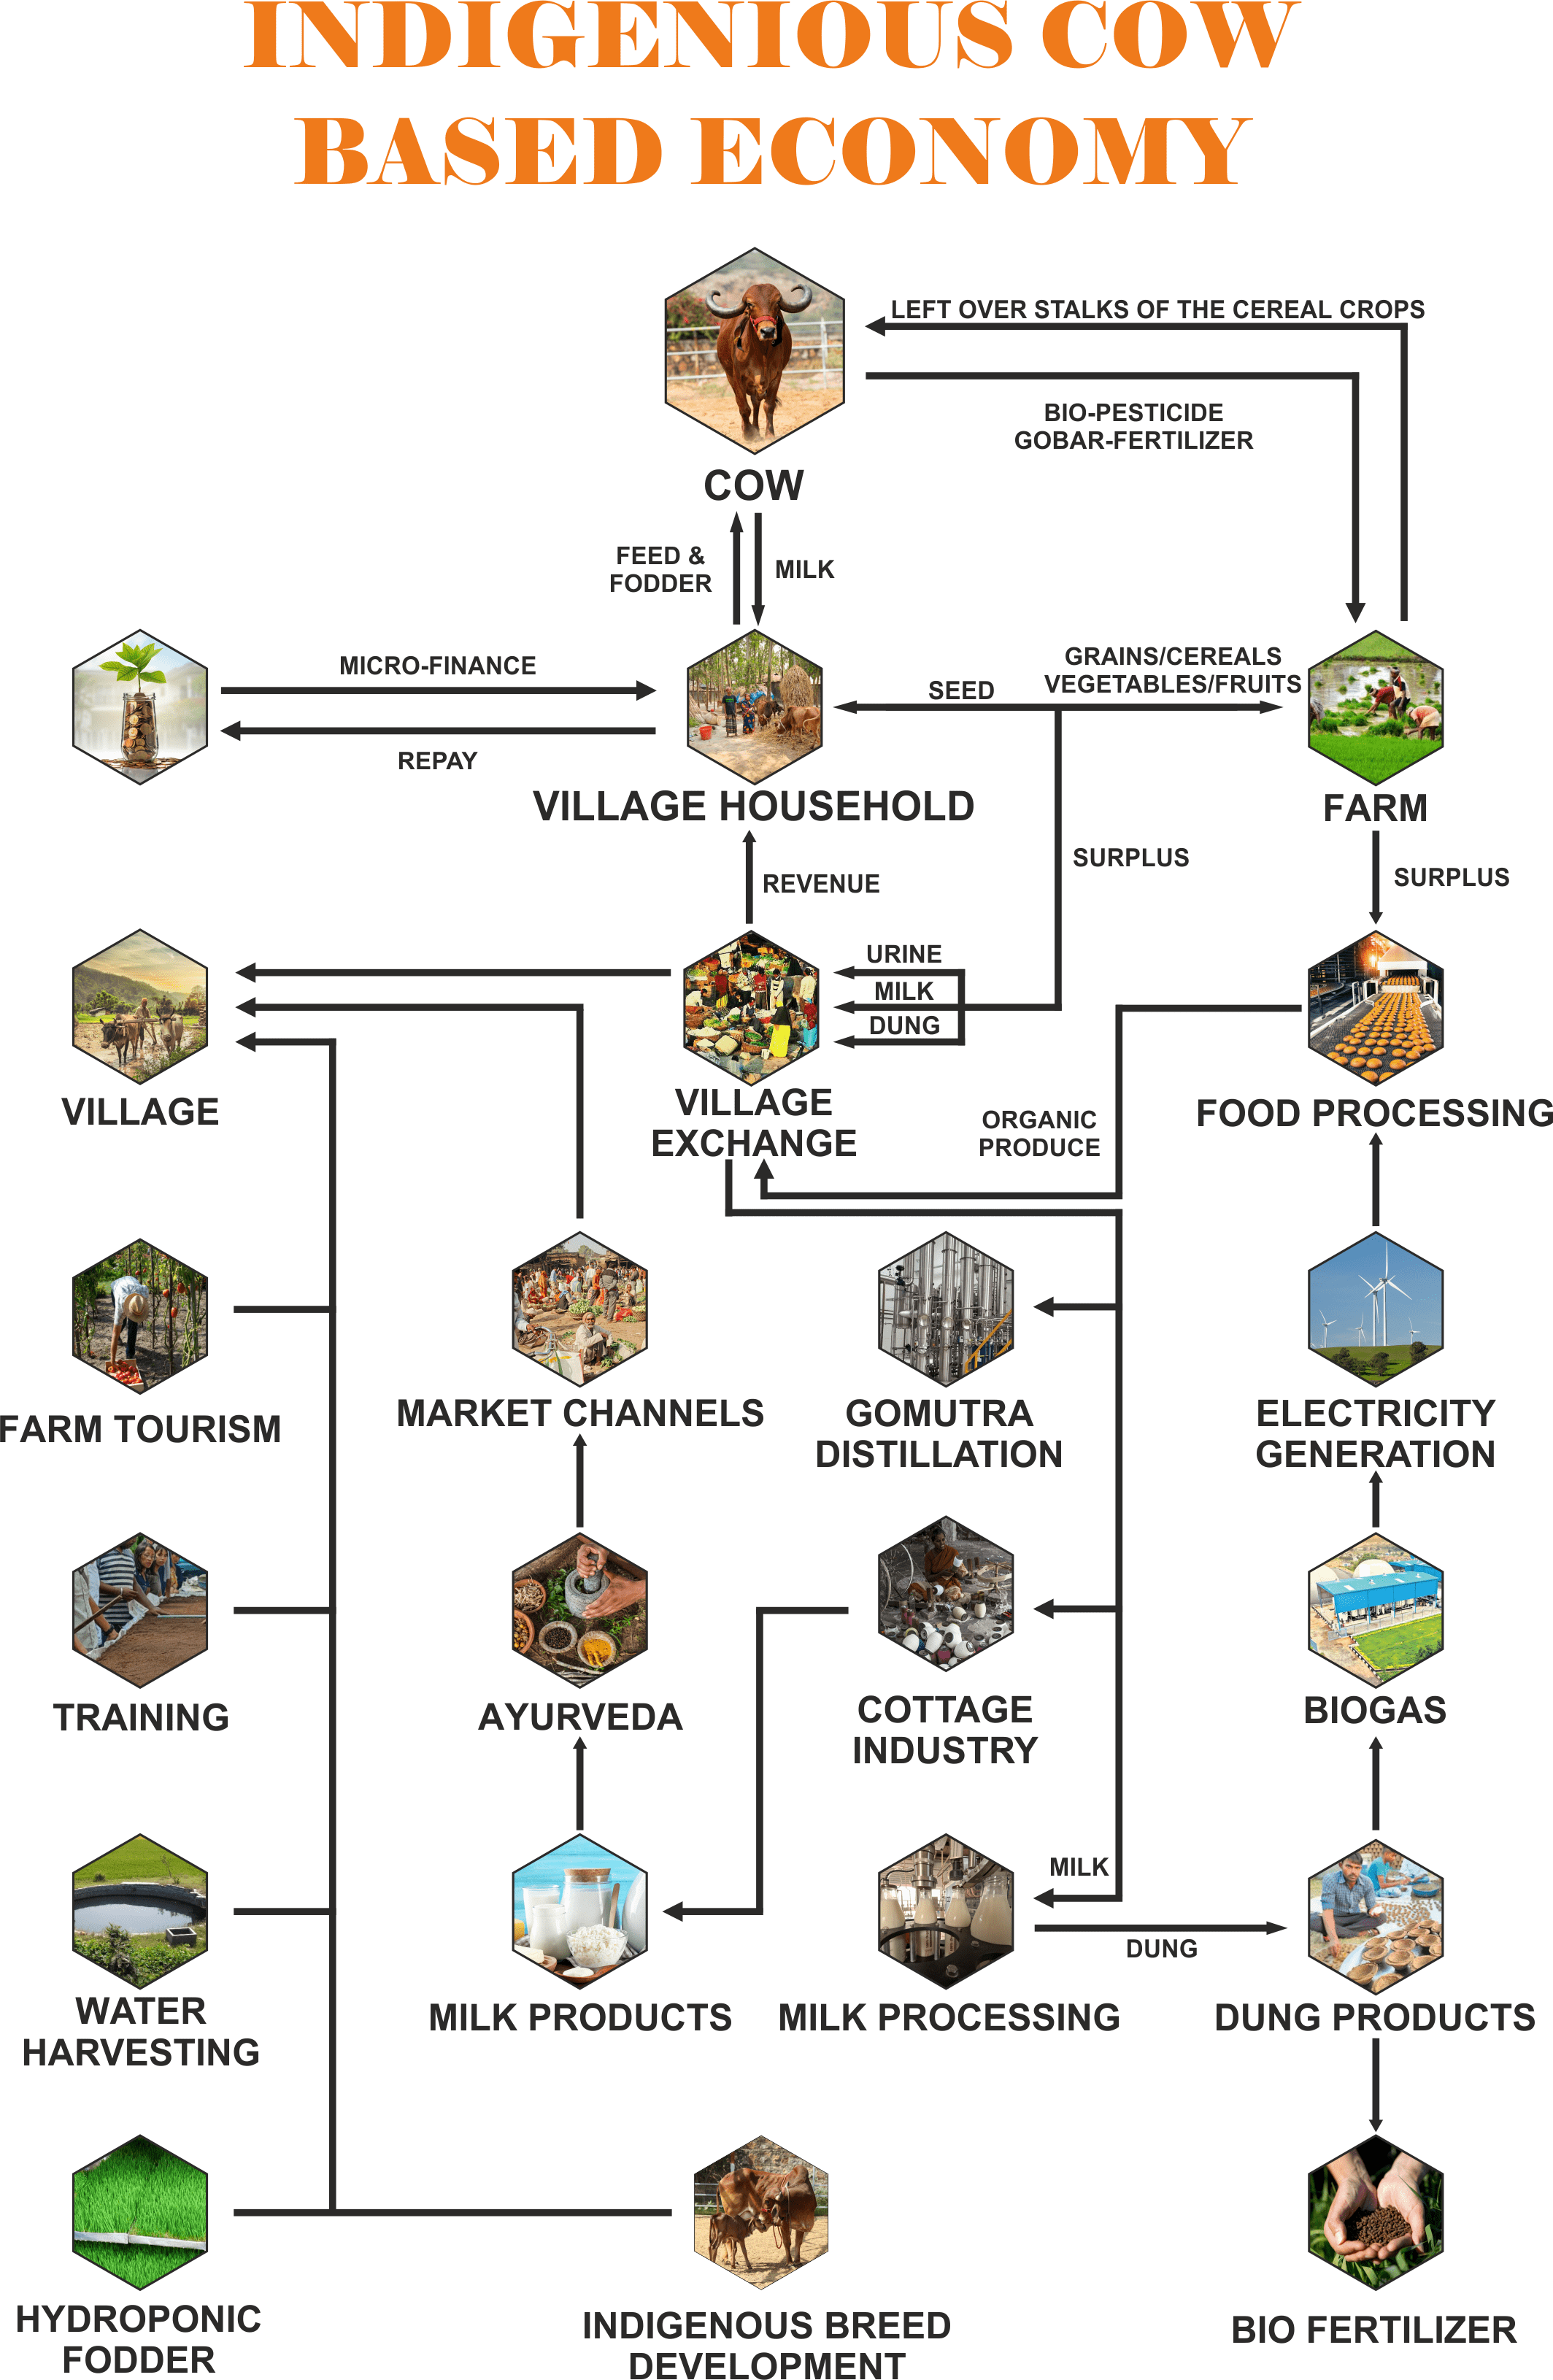 INDIGENIOUS COW
BASED ECONOMY
LEFT OVER STALKS OF THE CEREAL CROPS
BIO-PESTICIDE
GOBAR-FERTILIZER
COW
FEED &
FODDER
MILK
MICRO-FINANCE
REPAY
SEED
GRAINS/CEREALS
VEGETABLES/FRUITS
VILLAGE HOUSEHOLD
FARM
REVENUE
SURPLUS
SURPLUS
URINE
MILK
DUNG
VILLAGE
VILLAGE
EXCHANGE
ORGANIC
PRODUCE
FOOD PROCESSING
FARM TOURISM
MARKET CHANNELS
GOMUTRA
DISTILLATION
ELECTRICITY
GENERATION
TRAINING
AYURVEDA
COTTAGE
INDUSTRY
BIOGAS
MILK
DUNG
WATER
HARVESTING
MILK PRODUCTS
MILK PROCESSING
DUNG PRODUCTS
HYDROPONIC
FODDER
INDIGENOUS BREED
DEVELOPMENT
BIO FERTILIZER